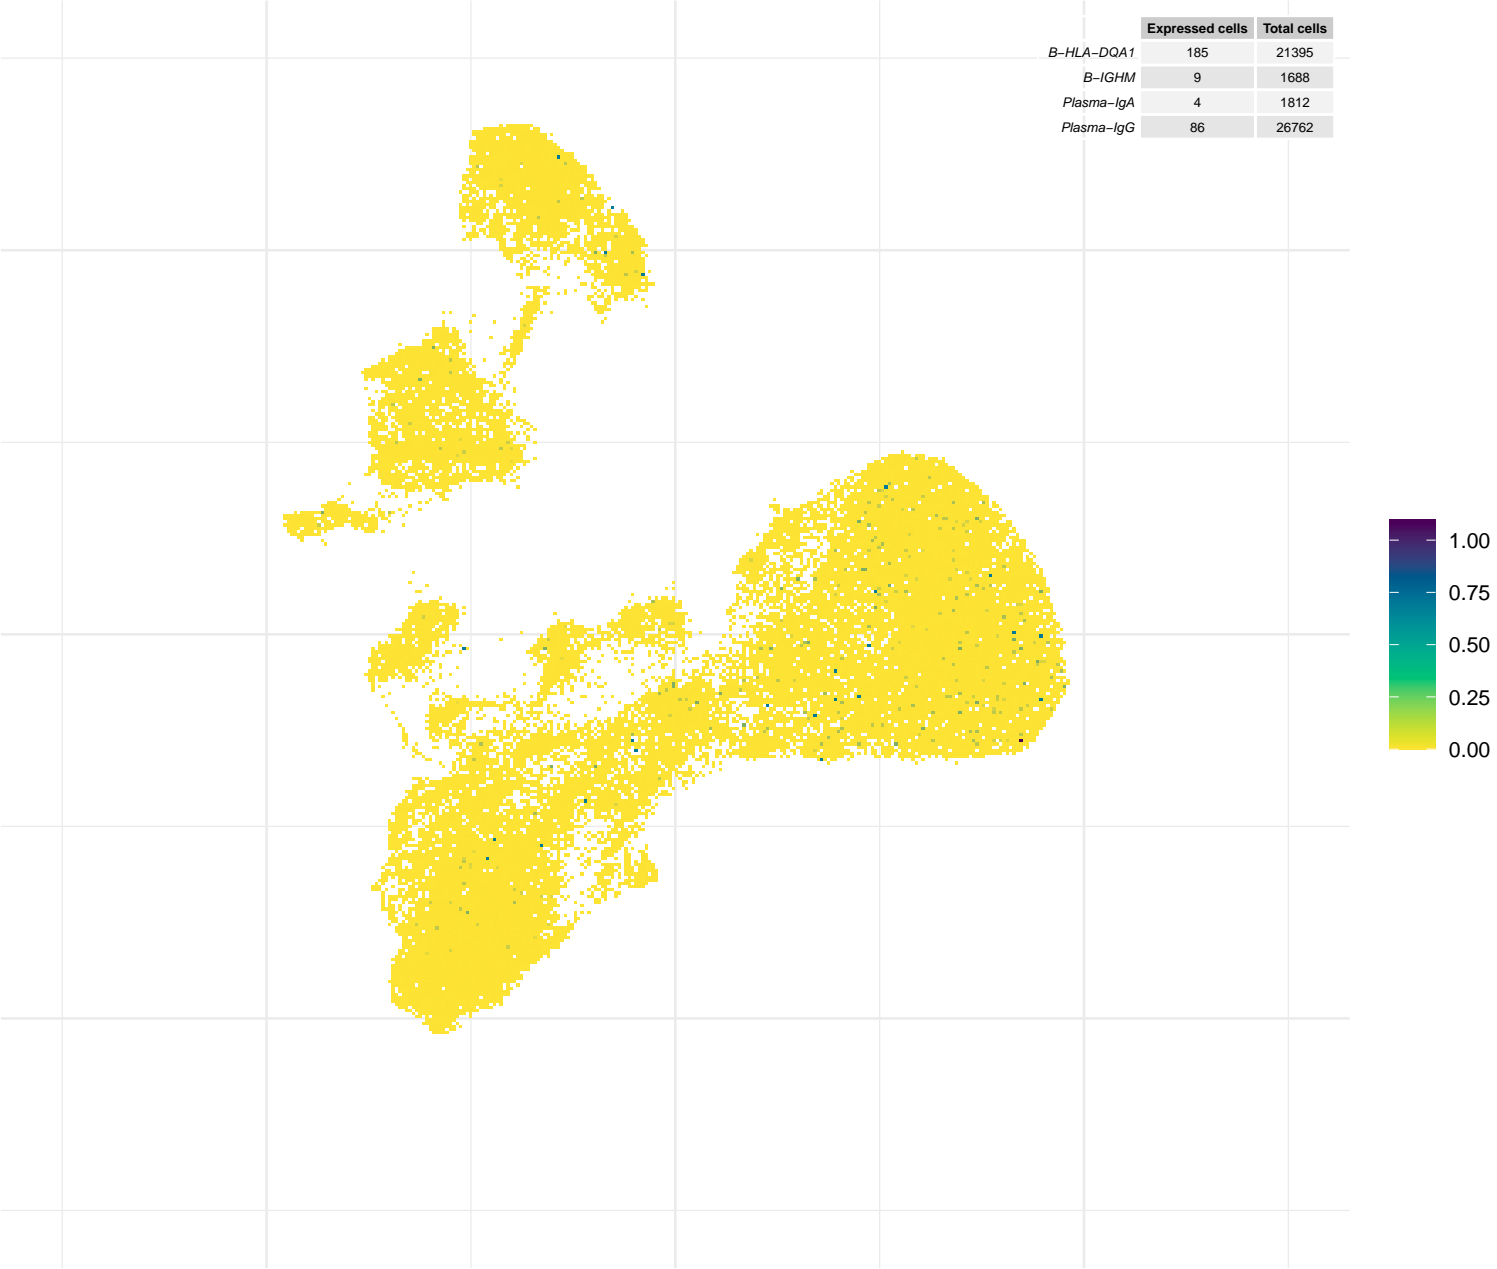 Expressed cells Total cells
B−HLA−DQA1 185 21395
B−IGHM 9 1688
Plasma−IgA 4 1812
Plasma−IgG 86 26762
1.00
0.75
0.50
0.25
0.00